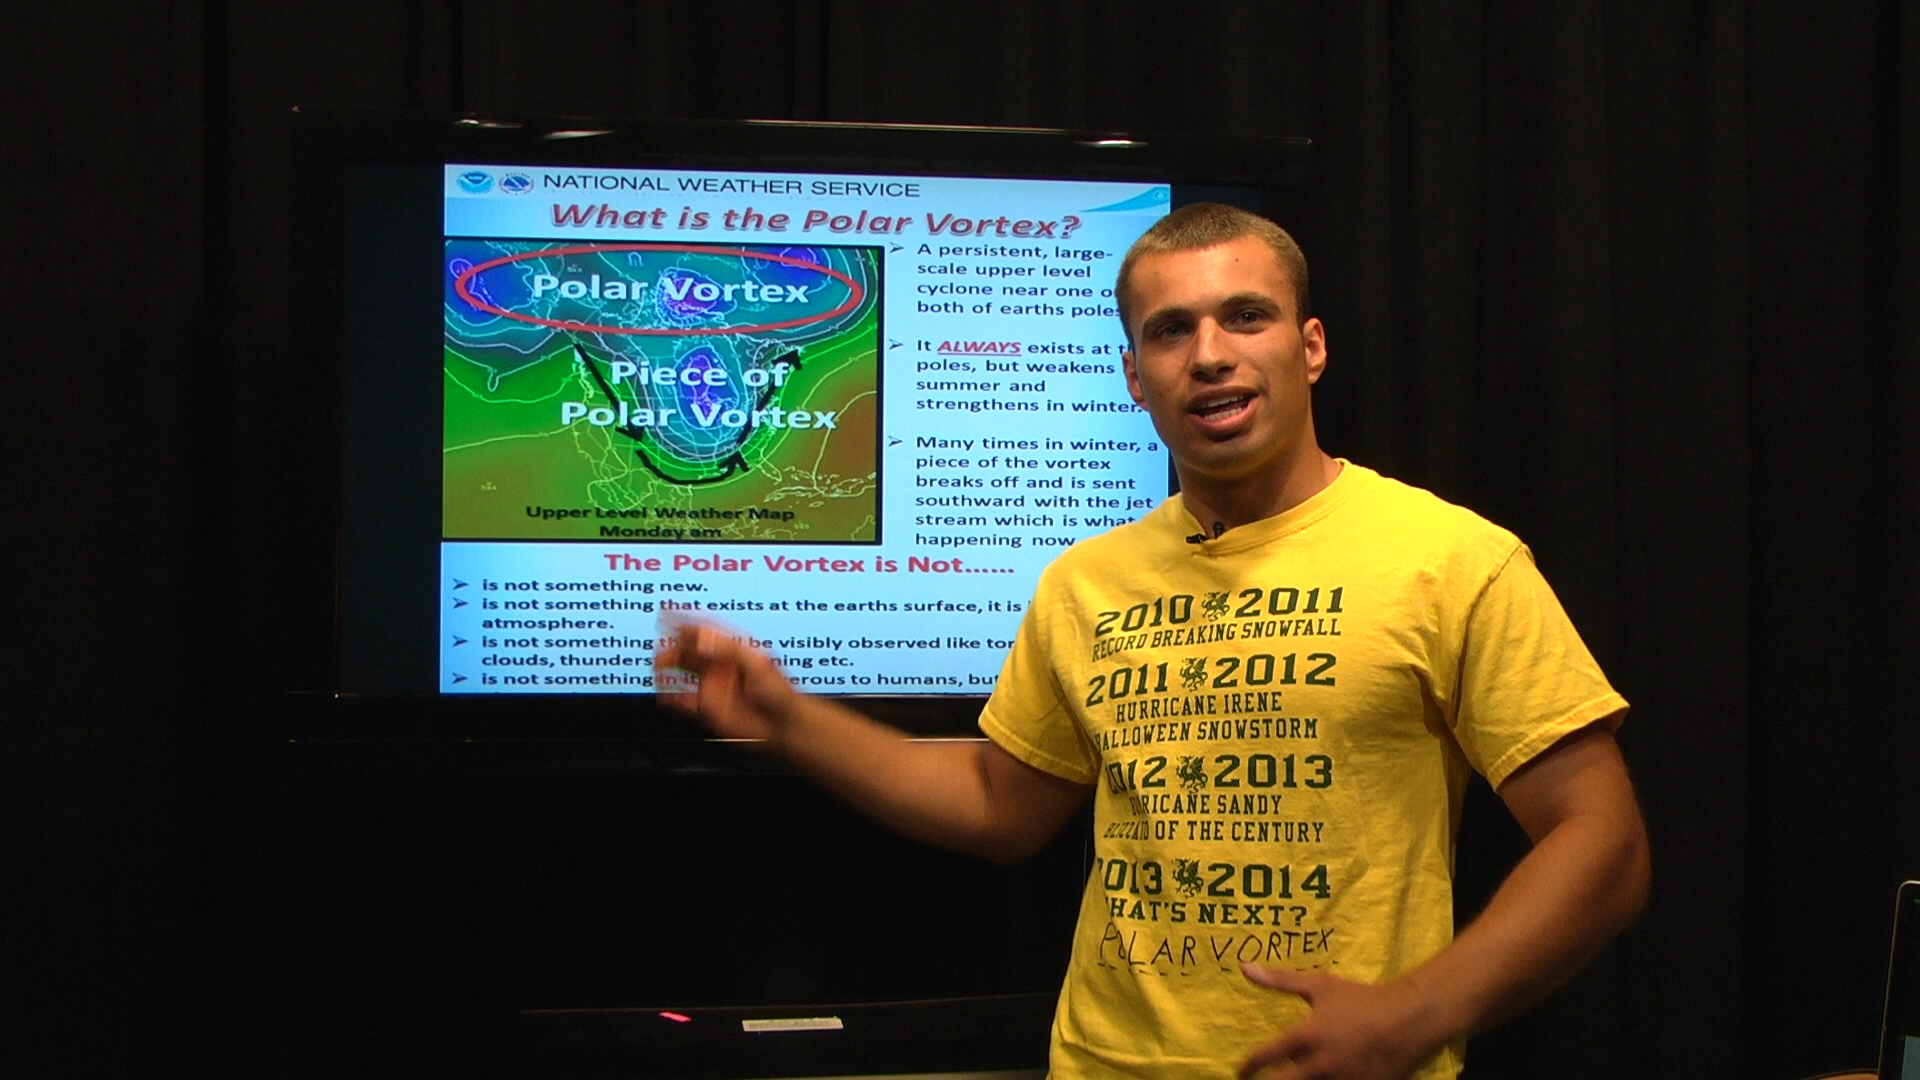 NATIONAL WEATHER SERVICE
What is the Polar Vortex?
Polar Vortex
Piece of
Polar Vortex
Upper Level Weather Map
Monday am
A persistent, large-
scale upper level
cyclone near one
both of earths poles
It ALWAYS exists at
poles, but weakens
summer and
strengthens in winter.
Many times in winter, a
piece of the vortex
breaks off and is sent
southward with the jet
stream which is what
happening now
The Polar Vortex is Not......
is not something new.
is not something that exists at the earths surface, it is
atmosphere.
is not something be visibly observed like
clouds, etc.
is not something to humans, but
2010 2011
RECORD BREAKING SNOWFALL
2011 2012
HURRICANE IRENE
HALLOWEEN SNOWSTORM
2012 2013
HURRICANE SANDY
BLIZZARD OF THE CENTURY
2013 2014
WHAT'S NEXT?
POLAR VORTEX